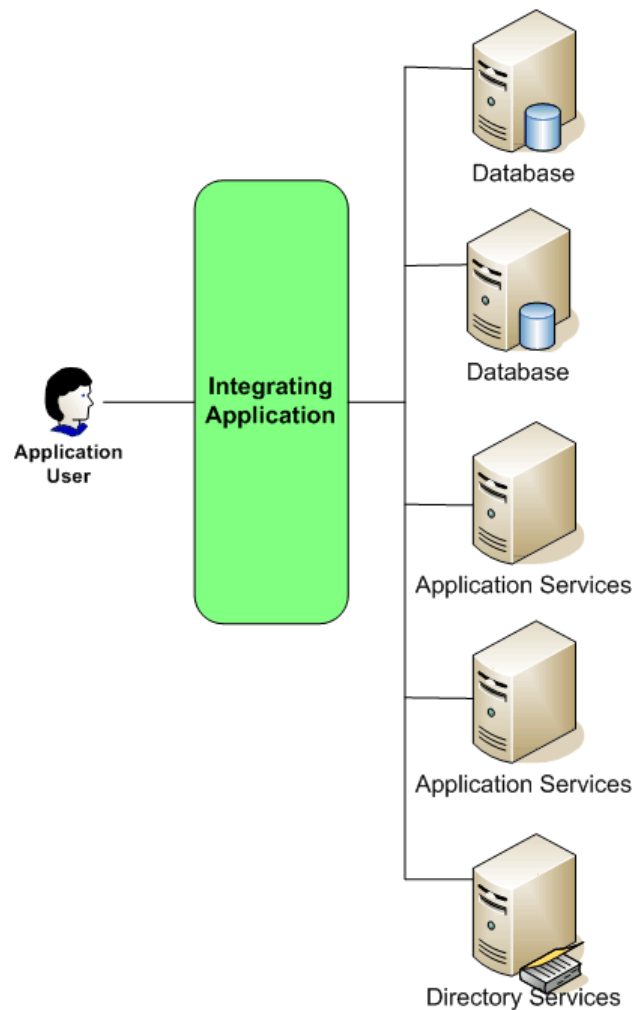 Database
Database
Integrating
Application
Application
User
Application Services
Application Services
Directory Services